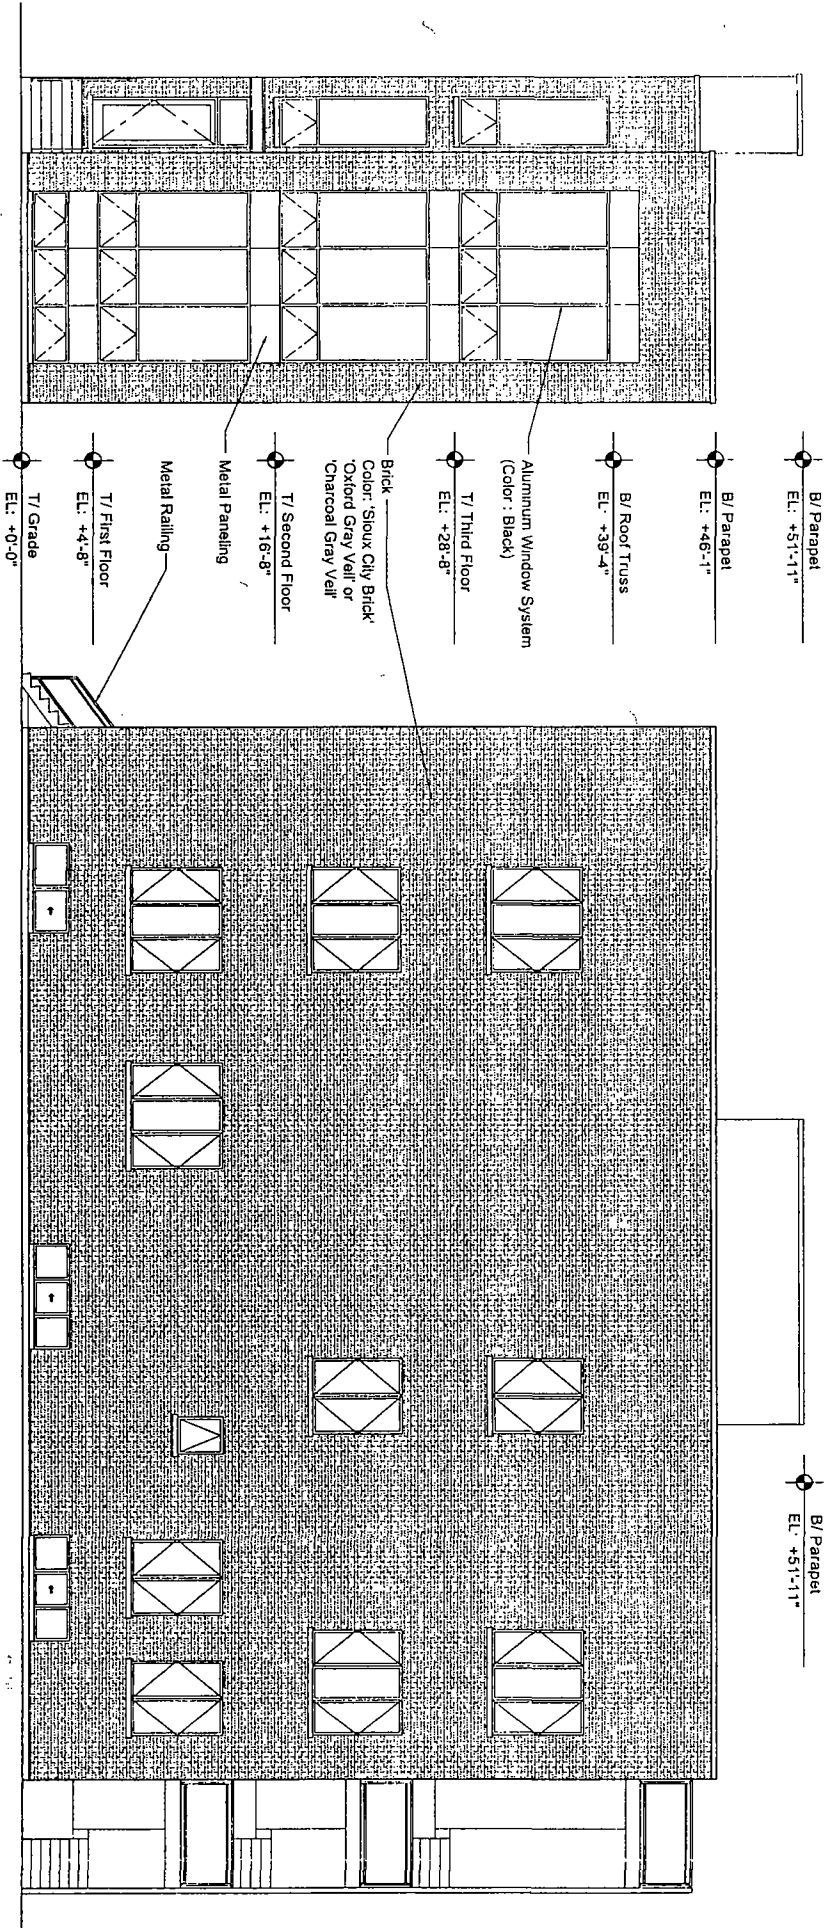 B/ Parapet
EL: +51'-11"
B/ Parapet
EL: +46'-1"
B/ Roof Truss
EL: +39'-4"
Aluminum Window System
(Color : Black)
T/ Third Floor
EL: +28'-8"
Brick
Color: 'Sioux City Brick'
'Oxford Gray Veil' or
'Charcoal Gray Veil'
T/ Second Floor
EL: +16'-8"
Metal Paneling
Metal Railing
T/ First Floor
EL: +4'-8"
T/ Grade
EL: +0'-0"
B/ Parapet
EL: +51'-11"